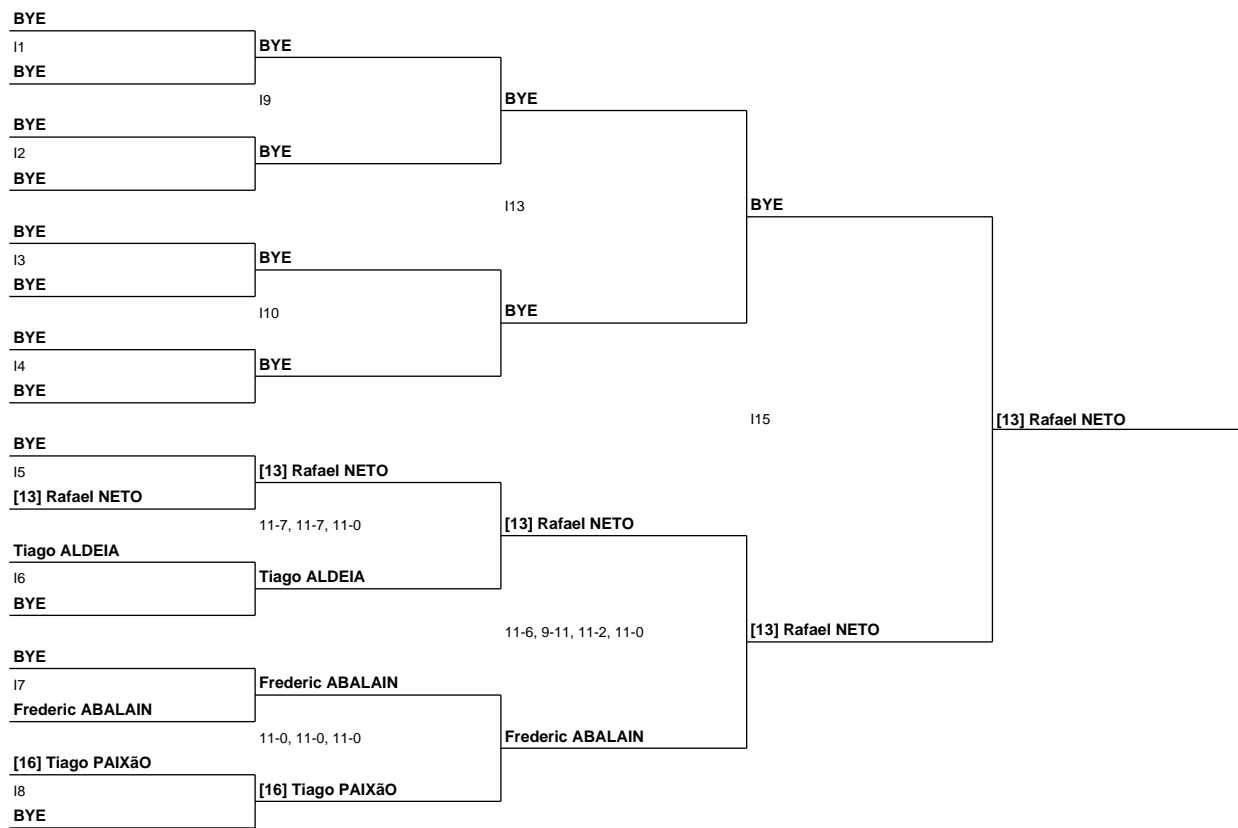 BYE
I1
BYE
BYE
I9
BYE
BYE
I2
BYE
BYE
I13
BYE
BYE
I3
BYE
BYE
I10
BYE
BYE
I4
BYE
BYE
I15
[13] Rafael NETO
BYE
I5
[13] Rafael NETO
[13] Rafael NETO
11-7, 11-7, 11-0
[13] Rafael NETO
Tiago ALDEIA
I6
Tiago ALDEIA
BYE
11-6, 9-11, 11-2, 11-0
[13] Rafael NETO
BYE
I7
Frederic ABALAIN
Frederic ABALAIN
11-0, 11-0, 11-0
Frederic ABALAIN
[16] Tiago PAIXãO
I8
[16] Tiago PAIXãO
BYE